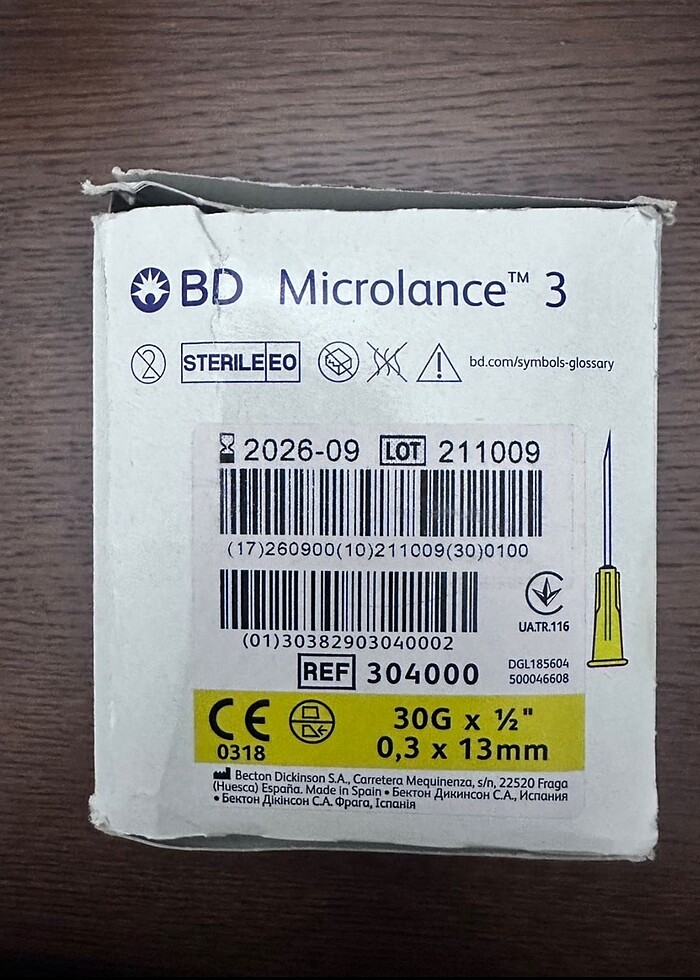 BD Microlance™ 3
2 STERILE EO bd.com/symbols-glossary
2026-09 LOT 211009
(17)260900(10)211009(30)0100
(01)30382903040002
UA.TR.116
REF 304000
DGL185604
500046608
CE 0318
30G x ½"
0,3 x 13mm
Becton Dickinson S.A., Carretera Mequinenza, s/n, 22520 Fraga
(Huesca) España. Made in Spain • Бектон Дикинсон С.А., Испания
• Бектон Дікінсон С.А. Фрага, Іспанія